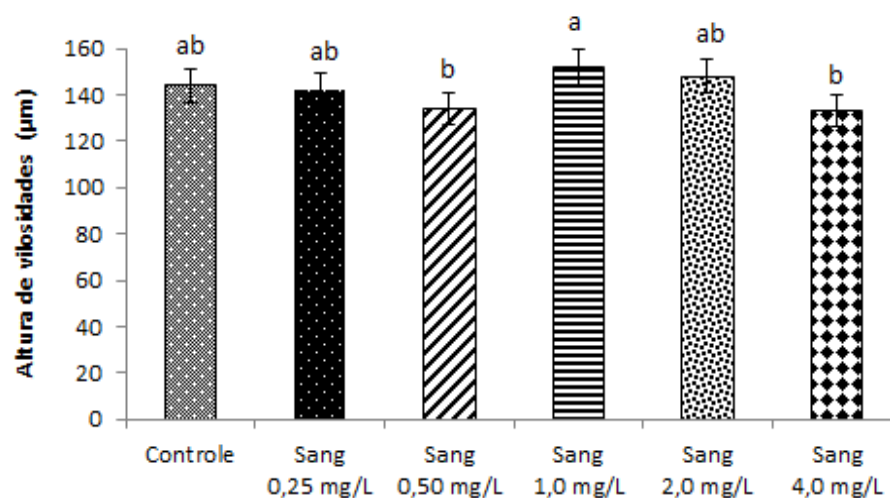 Altura de vilosidades (µm)
160
140
120
100
80
60
40
20
0
ab
ab
b
a
ab
b
Controle
Sang
0,25 mg/L
Sang
0,50 mg/L
Sang
1,0 mg/L
Sang
2,0 mg/L
Sang
4,0 mg/L